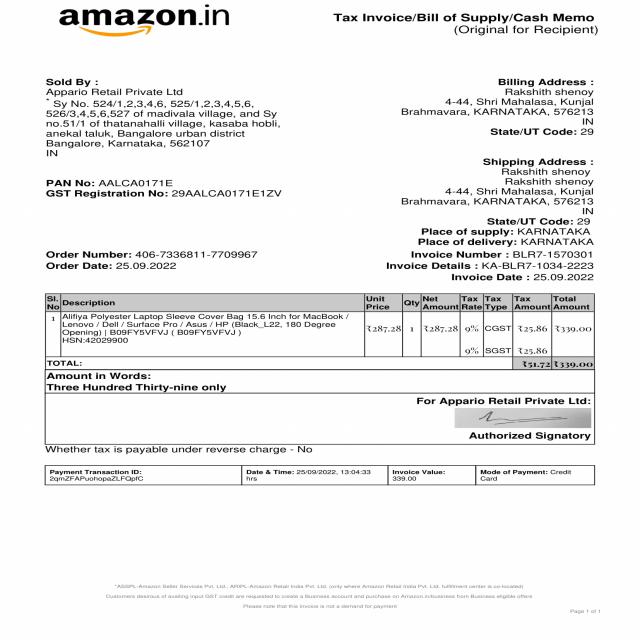 amazon.in
Tax Invoice/Bill of Supply/Cash Memo
(Original for Recipient)
Sold By :
Appario Retail Private Ltd
* Sy No. 524/1,2,3,4,6, 525/1,2,3,4,5,6,
526/3,4,5,6,527 of madivala village, and Sy
no.51/1 of thatanahalli village, kasaba hobli,
anekal taluk, Bangalore urban district
Bangalore, Karnataka, 562107
IN
PAN No: AALCA0171E
GST Registration No: 29AALCA0171E1ZV
Order Number: 406-7336811-7709967
Order Date: 25.09.2022
Billing Address :
Rakshith shenoy
4-44, Shri Mahalasa, Kunjal
Brahmavara, KARNATAKA, 576213
IN
State/UT Code: 29
Shipping Address :
Rakshith shenoy
Rakshith shenoy
4-44, Shri Mahalasa, Kunjal
Brahmavara, KARNATAKA, 576213
IN
State/UT Code: 29
Place of supply: KARNATAKA
Place of delivery: KARNATAKA
Invoice Number : BLR7-1570301
Invoice Details : KA-BLR7-1034-2223
Invoice Date : 25.09.2022
Sl. No Description Unit Price Qty Net Amount Tax Rate Tax Type Tax Amount Total Amount
1 Alifiya Polyester Laptop Sleeve Cover Bag 15.6 Inch for MacBook /
Lenovo / Dell / Surface Pro / Asus / HP (Black_L22, 180 Degree
Opening) | B09FY5VFVJ ( B09FY5VFVJ )
HSN:42029900
₹287.28 1 ₹287.28 9% CGST ₹25.86 ₹339.00
9% SGST ₹25.86
TOTAL: ₹51.72 ₹339.00
Amount in Words:
Three Hundred Thirty-nine only
For Appario Retail Private Ltd:
Authorized Signatory
Whether tax is payable under reverse charge - No
Payment Transaction ID:
2qmZFAPuohopaZLFQpfC
Date & Time: 25/09/2022, 13:04:33
hrs
Invoice Value:
339.00
Mode of Payment: Credit
Card
*ASSPL-Amazon Seller Services Pvt. Ltd., ARIPL-Amazon Retail India Pvt. Ltd. (only where Amazon Retail India Pvt. Ltd. fulfillment center is co-located)
Customers desirous of availing input GST credit are requested to create a Business account and purchase on Amazon.in/business from Business eligible offers
Please note that this invoice is not a demand for payment
Page 1 of 1